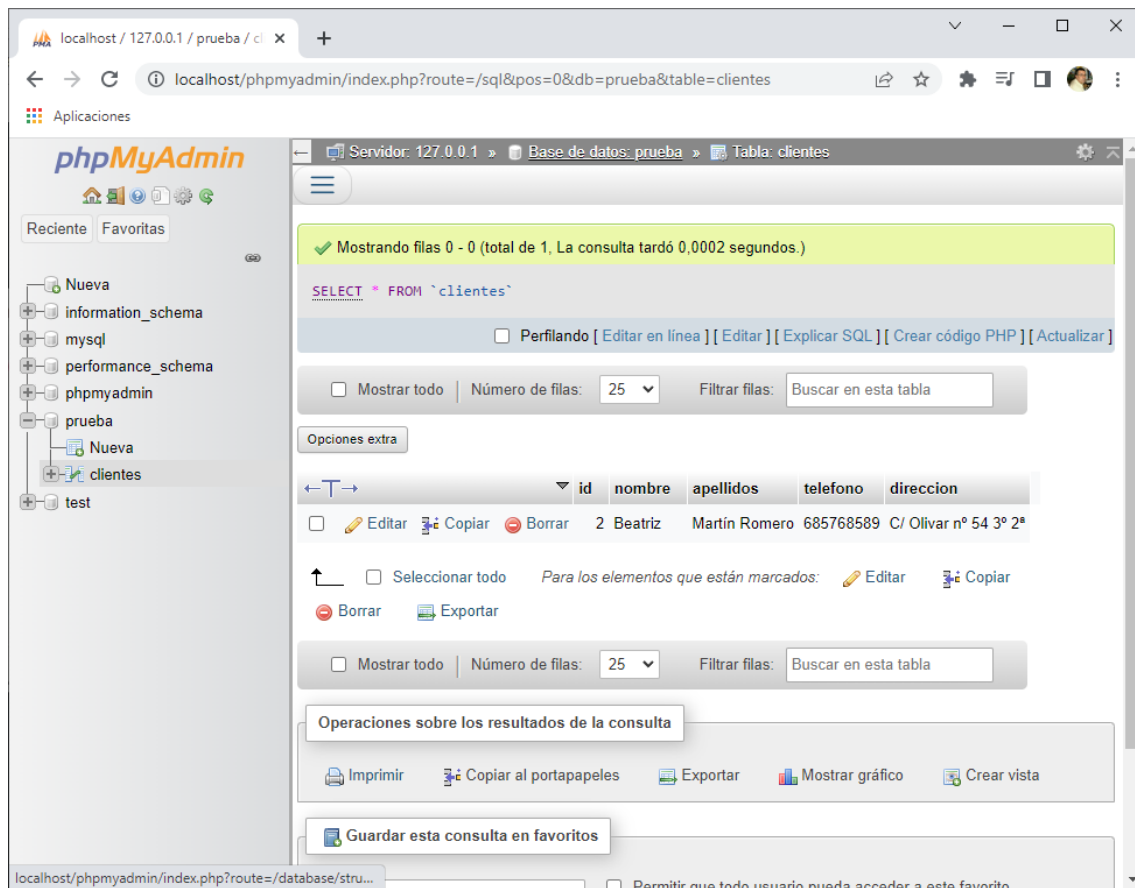 localhost / 127.0.0.1 / prueba / cl
localhost/phpmyadmin/index.php?route=/sql&pos=0&db=prueba&table=clientes
Aplicaciones
phpMyAdmin
Reciente Favoritas
Nueva
information_schema
mysql
performance_schema
phpmyadmin
prueba
Nueva
clientes
test
Servidor: 127.0.0.1 » Base de datos: prueba » Tabla: clientes
Mostrando filas 0 - 0 (total de 1, La consulta tardó 0,0002 segundos.)
SELECT * FROM `clientes`
Perfilando [ Editar en línea ] [ Editar ] [ Explicar SQL ] [ Crear código PHP ] [ Actualizar ]
Mostrar todo | Número de filas: 25 Filtrar filas: Buscar en esta tabla
Opciones extra
←T→ id nombre apellidos telefono direccion
Editar Copiar Borrar 2 Beatriz Martín Romero 685768589 C/ Olivar nº 54 3º 2ª
Seleccionar todo Para los elementos que están marcados: Editar Copiar
Borrar Exportar
Mostrar todo | Número de filas: 25 Filtrar filas: Buscar en esta tabla
Operaciones sobre los resultados de la consulta
Imprimir Copiar al portapapeles Exportar Mostrar gráfico Crear vista
Guardar esta consulta en favoritos
Permitir que todo usuario pueda acceder a este favorito
localhost/phpmyadmin/index.php?route=/database/stru...